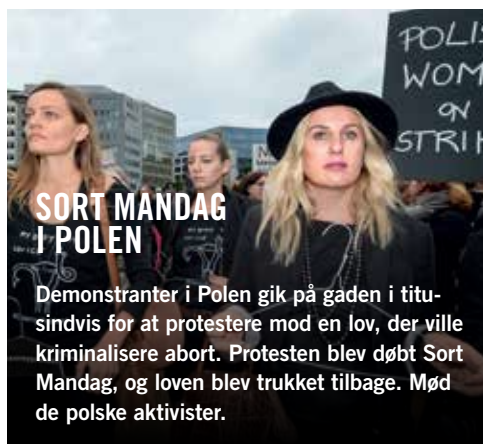 POLIS
WOM
ON
STRIK
SORT MANDAG
I POLEN
Demonstranter i Polen gik på gaden i titu-
sindvis for at protestere mod en lov, der ville
kriminalisere abort. Protesten blev døbt Sort
Mandag, og loven blev trukket tilbage. Mød
de polske aktivister.